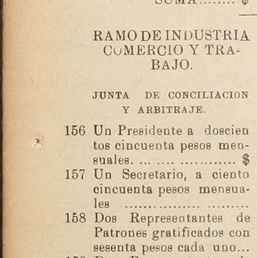 SUMA........ $
RAMO DE INDUSTRIA
COMERCIO Y TRA-
BAJO.
JUNTA DE CONCILIACION
Y ARBITRAJE.
156 Un Presidente a doscien
tos cincuenta pesos men-
suales. .................. $
157 Un Secretario, a ciento
cincuenta pesos mensua-
les ......................
158 Dos Representantes de
Patrones gratificados con
sesenta pesos cada uno...